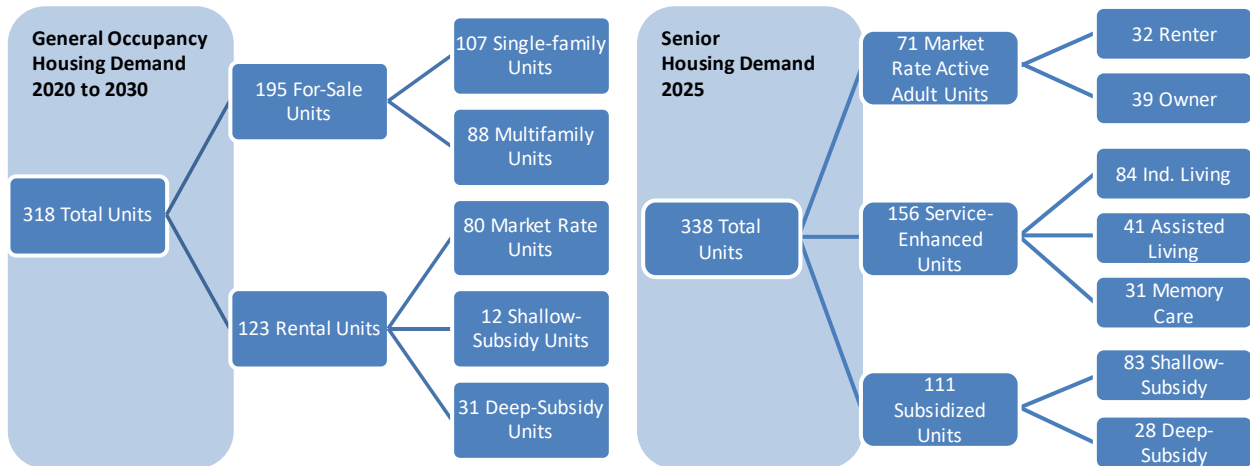 General Occupancy
Housing Demand
2020 to 2030
318 Total Units
195 For-Sale
Units
123 Rental Units
107 Single-family
Units
88 Multifamily
Units
80 Market Rate
Units
12 Shallow-
Subsidy Units
31 Deep-Subsidy
Units
Senior
Housing Demand
2025
338 Total
Units
71 Market
Rate Active
Adult Units
156 Service-
Enhanced
Units
111
Subsidized
Units
32 Renter
39 Owner
84 Ind. Living
41 Assisted
Living
31 Memory
Care
83 Shallow-
Subsidy
28 Deep-
Subsidy